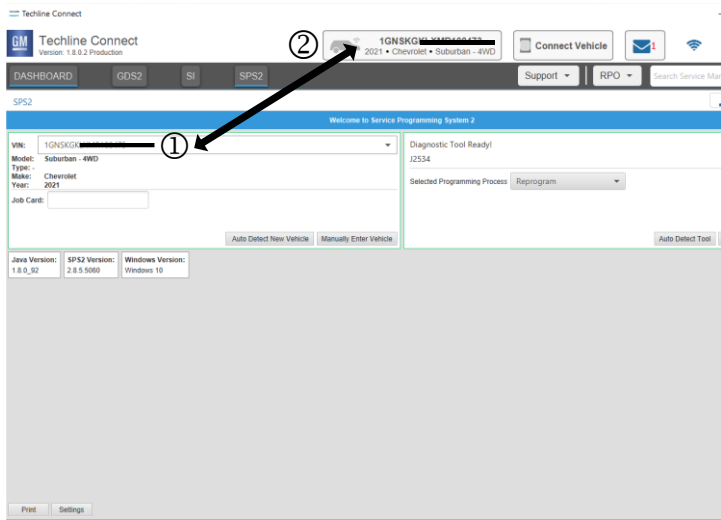 Techline Connect
GM
Techline Connect
Version: 1.8.0.2 Production
②
2021 • Chevrolet • Suburban - 4WD
Connect Vehicle
1
DASHBOARD
GDS2
SI
SPS2
Support
RPO
Search Service Man
SPS2
Welcome to Service Programming System 2
VIN:
①
Model: Suburban - 4WD
Type: -
Make: Chevrolet
Year: 2021
Job Card:
Auto Detect New Vehicle
Manually Enter Vehicle
Diagnostic Tool Ready!
J2534
Selected Programming Process
Reprogram
Auto Detect Tool
Java Version:
1.8.0_92
SPS2 Version:
2.8.5.5060
Windows Version:
Windows 10
Print
Settings